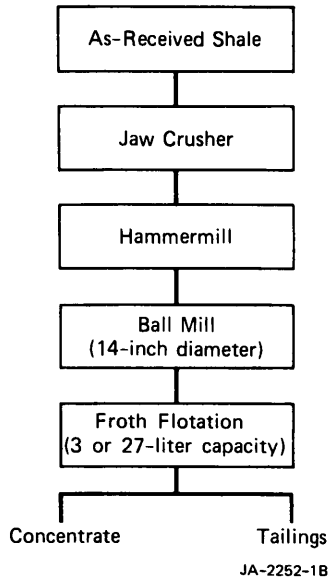 As-Received Shale
Jaw Crusher
Hammermill
Ball Mill
(14-inch diameter)
Froth Flotation
(3 or 27-liter capacity)
Concentrate Tailings
JA-2252-1B